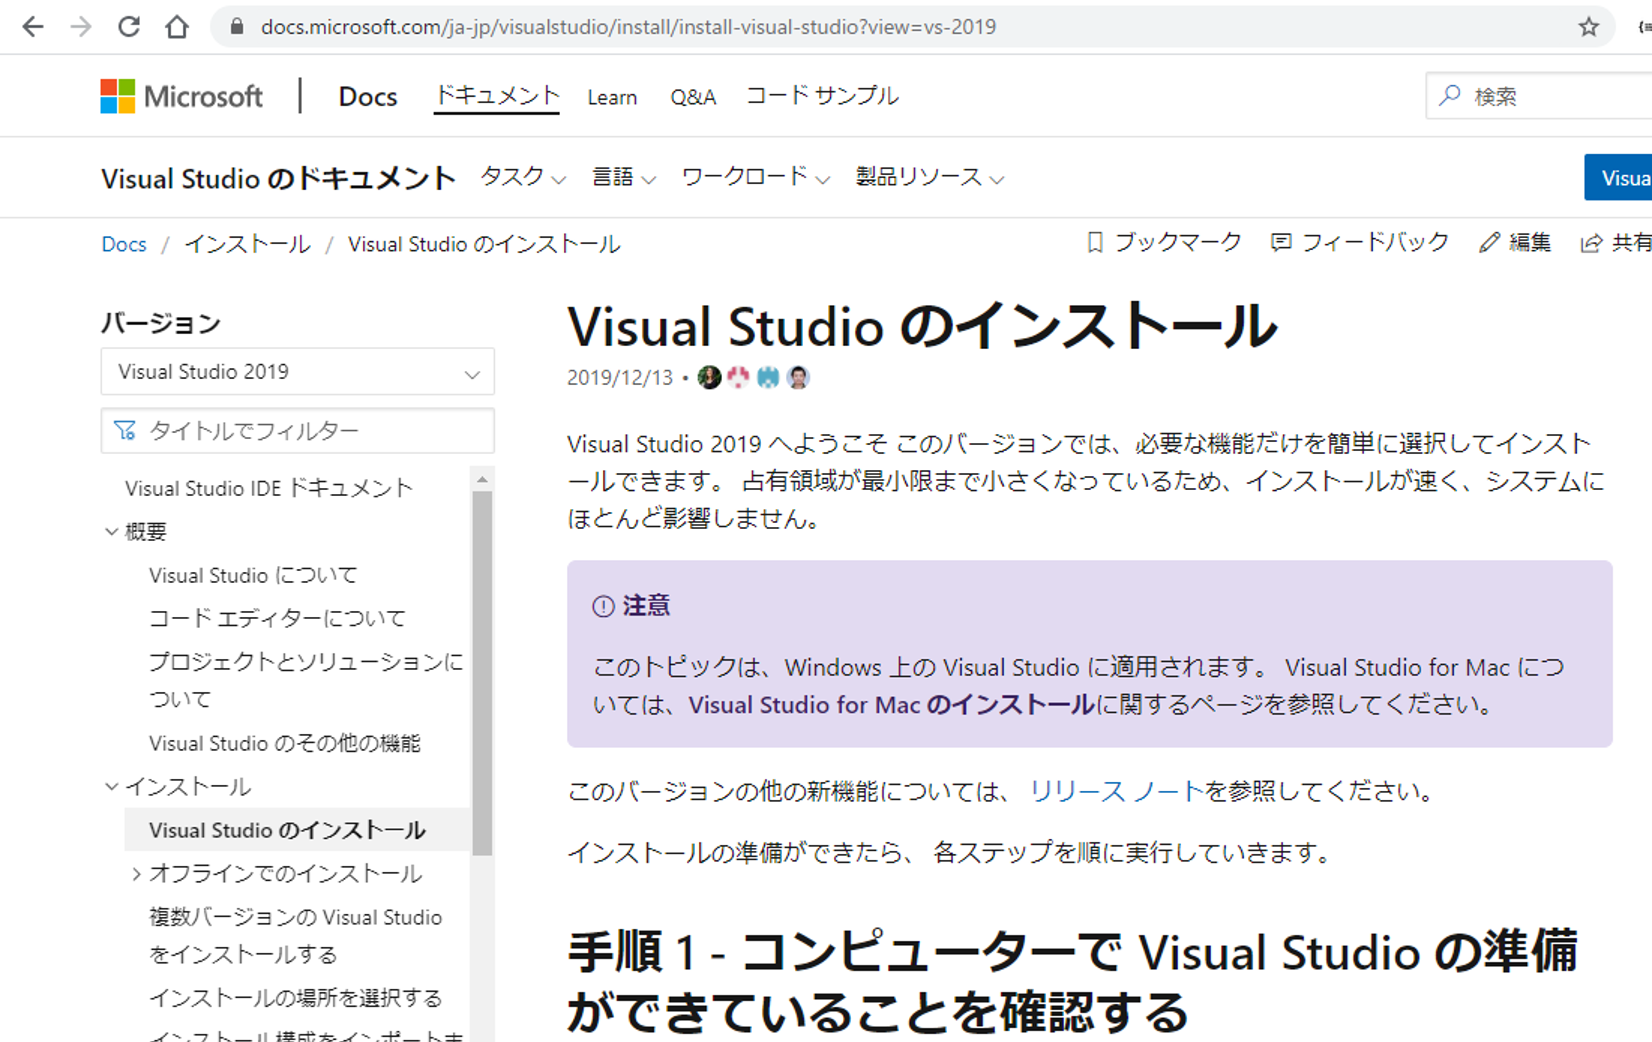 docs.microsoft.com/ja-jp/visualstudio/install/install-visual-studio?view=vs-2019
Microsoft
Docs ドキュメント Learn Q&A コード サンプル
検索
Visual Studio のドキュメント タスク 言語 ワークロード 製品リソース
Visua
Docs / インストール / Visual Studio のインストール
ブックマーク フィードバック 編集 共有
バージョン
Visual Studio 2019
タイトルでフィルター
Visual Studio IDE ドキュメント
概要
Visual Studio について
コード エディターについて
プロジェクトとソリューションに
ついて
Visual Studio のその他の機能
インストール
Visual Studio のインストール
オフラインでのインストール
複数バージョンの Visual Studio
をインストールする
インストールの場所を選択する
インストール構成をインポートま
Visual Studio のインストール
2019/12/13 •
Visual Studio 2019 へようこそ このバージョンでは、必要な機能だけを簡単に選択してインスト
ールできます。 占有領域が最小限まで小さくなっているため、インストールが速く、システムに
ほとんど影響しません。
注意
このトピックは、Windows 上の Visual Studio に適用されます。 Visual Studio for Mac につ
いては、Visual Studio for Mac のインストールに関するページを参照してください。
このバージョンの他の新機能については、 リリース ノートを参照してください。
インストールの準備ができたら、 各ステップを順に実行していきます。
手順 1 - コンピューターで Visual Studio の準備
ができていることを確認する